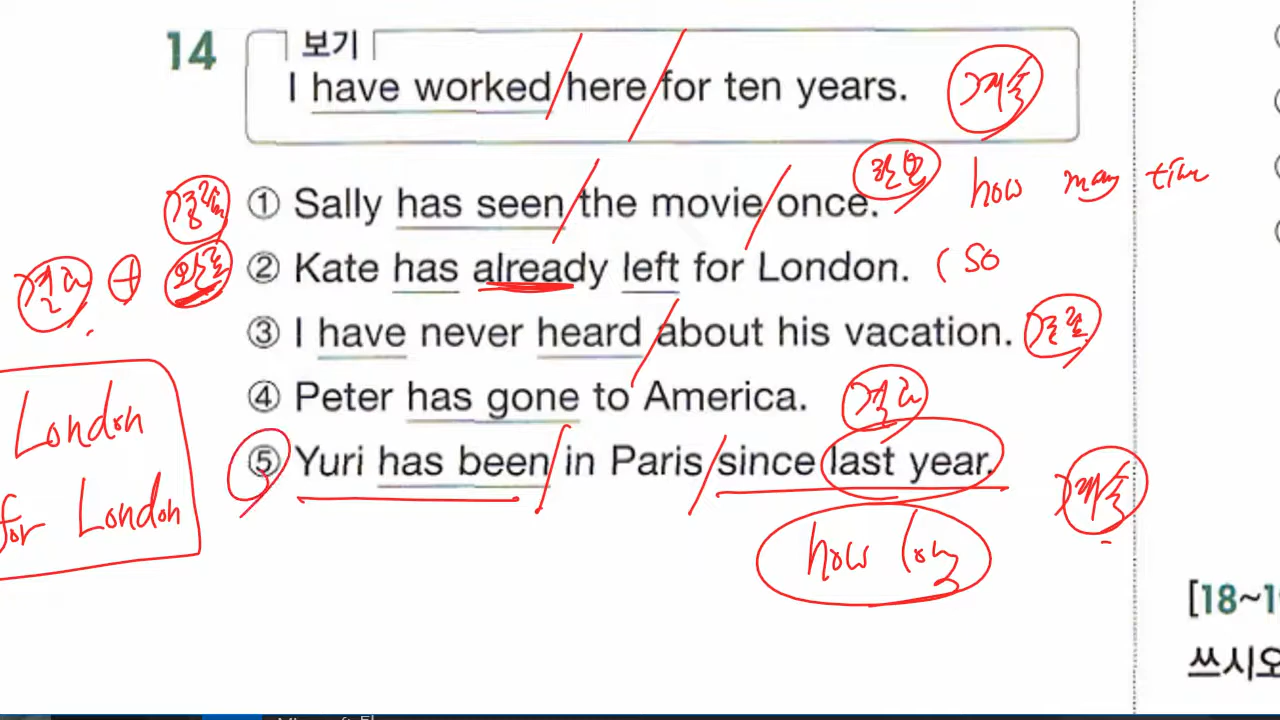 14
보기
I have worked here for ten years. 계속
한 번 how many time
경험 ① Sally has seen the movie once.
결과 + 완료 ② Kate has already left for London. ( so
③ I have never heard about his vacation. 경험
④ Peter has gone to America. 결과
⑤ Yuri has been in Paris since last year. 계속
London
for London
how long
[18~1
쓰시오